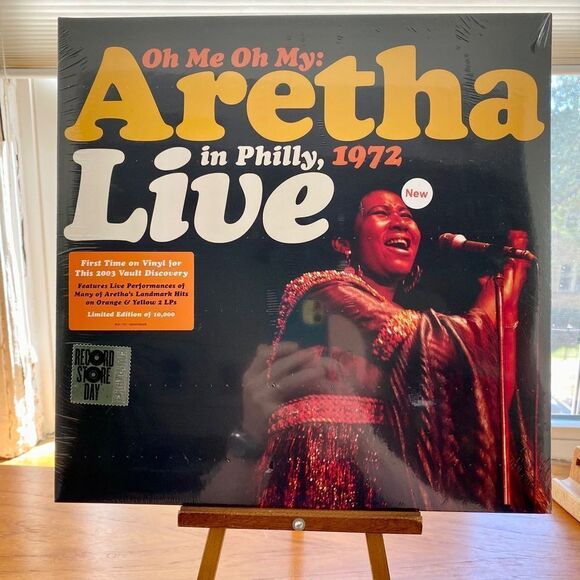 Oh Me Oh My:
Aretha
in Philly, 1972
Live
New
First Time on Vinyl for
This 2003 Vault Discovery
Features Live Performances of
Many of Aretha's Landmark Hits
on Orange & Yellow 2 LPs
Limited Edition of 10,000
RECORD
STORE
DAY